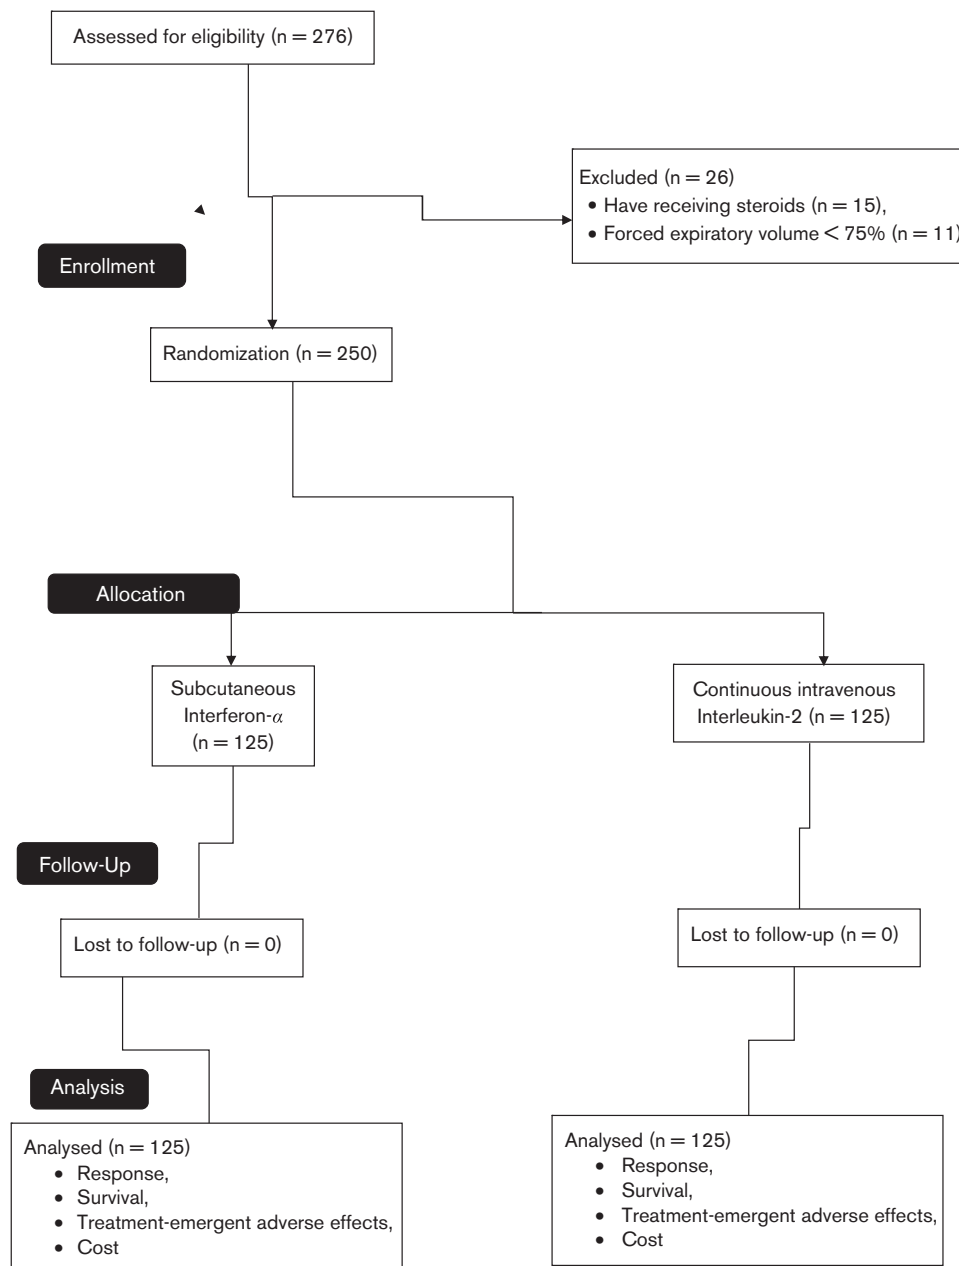 Assessed for eligibility (n = 276)
Excluded (n = 26)
• Have receiving steroids (n = 15),
• Forced expiratory volume < 75% (n = 11)
Enrollment
Randomization (n = 250)
Allocation
Subcutaneous
Interferon-α
(n = 125)
Continuous intravenous
Interleukin-2 (n = 125)
Follow-Up
Lost to follow-up (n = 0)
Lost to follow-up (n = 0)
Analysis
Analysed (n = 125)
• Response,
• Survival,
• Treatment-emergent adverse effects,
• Cost
Analysed (n = 125)
• Response,
• Survival,
• Treatment-emergent adverse effects,
• Cost